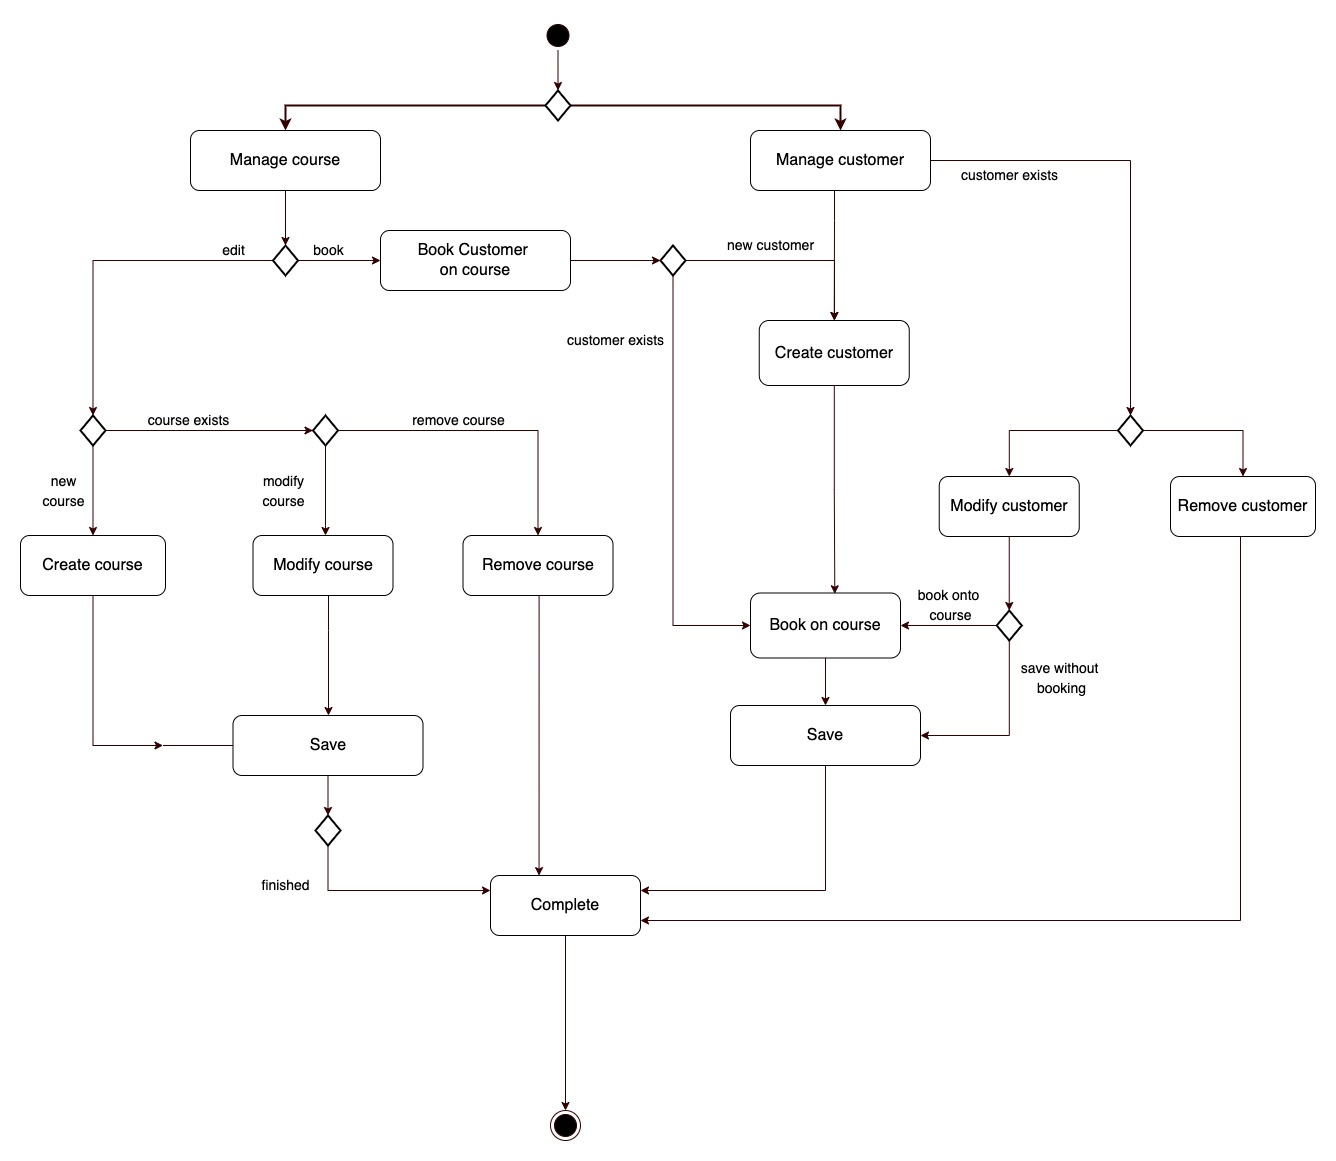 Manage course
Manage customer
customer exists
edit
book
Book Customer
on course
new customer
customer exists
Create customer
course exists
remove course
new
course
modify
course
Modify customer
Remove customer
Create course
Modify course
Remove course
Book on course
book onto
course
save without
booking
Save
Save
finished
Complete